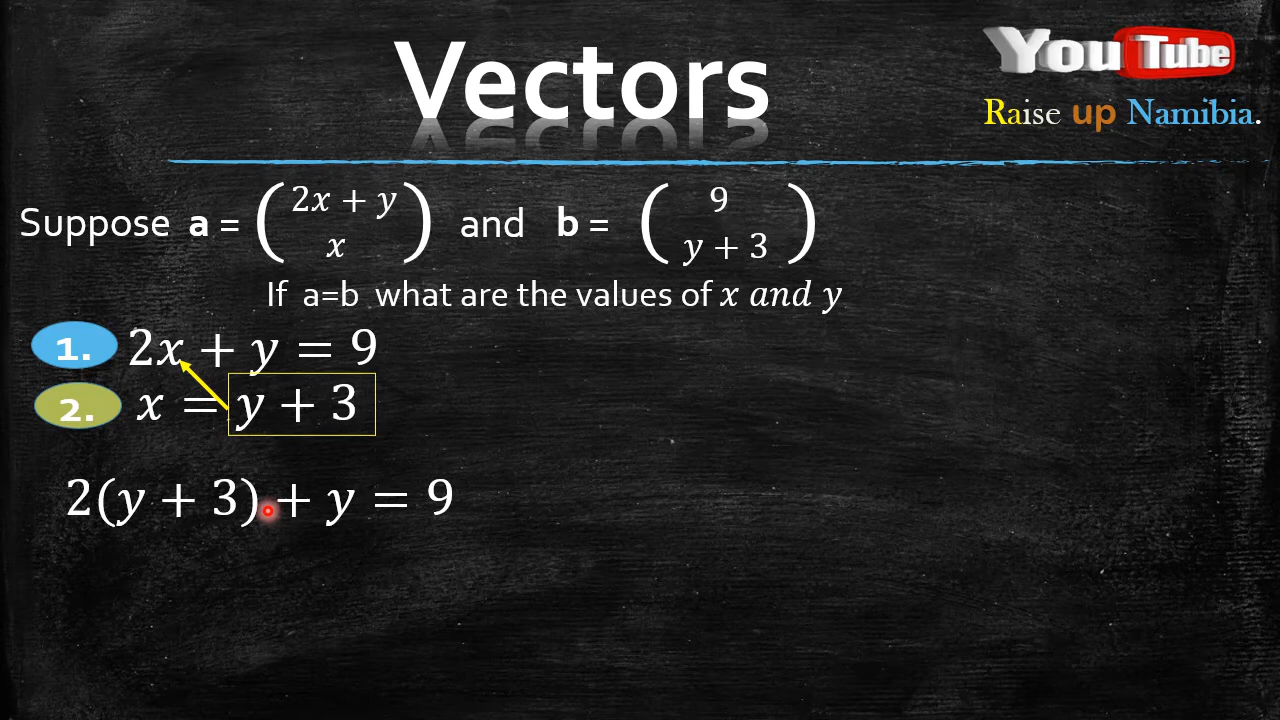 Vectors
YouTube
Raise up Namibia.
Suppose a = ( 2x + y x ) and b = ( 9 y + 3 )
If a=b what are the values of x and y
1. 2x + y = 9
2. x = y + 3
2(y + 3) + y = 9